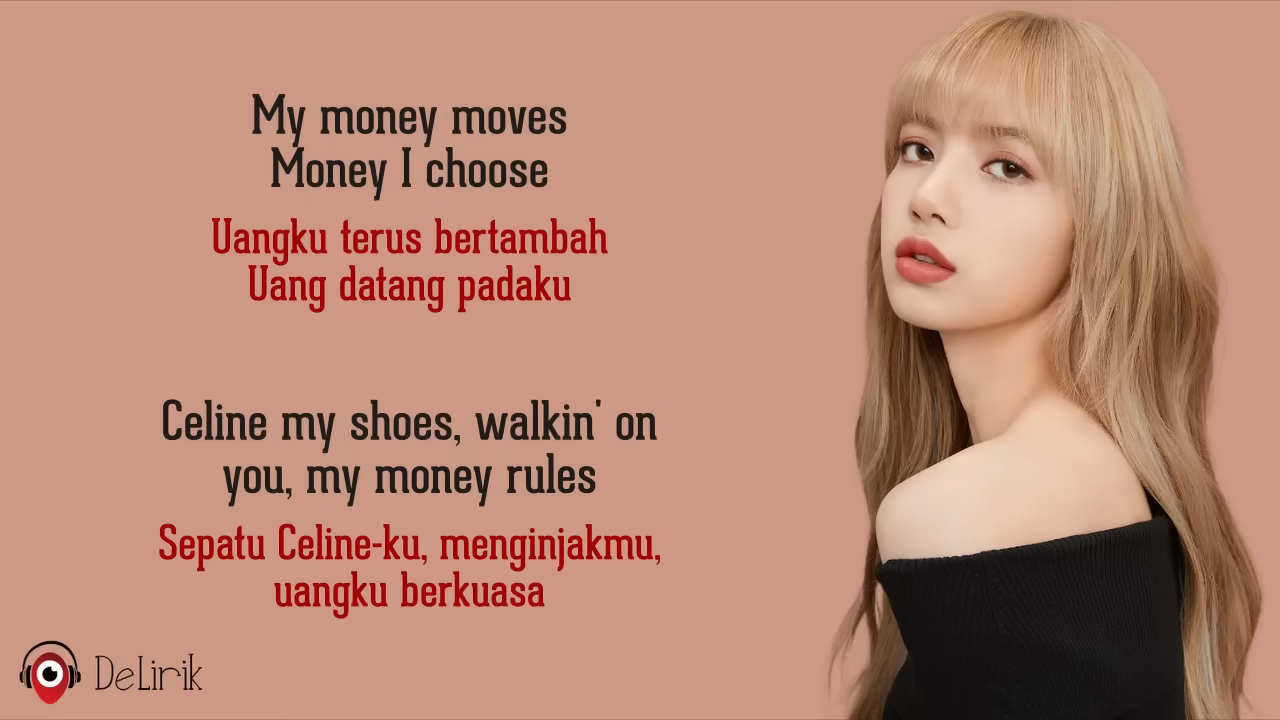 My money moves
Money I choose
Uangku terus bertambah
Uang datang padaku
Celine my shoes, walkin' on
you, my money rules
Sepatu Celine-ku, menginjakmu,
uangku berkuasa
DeLirik